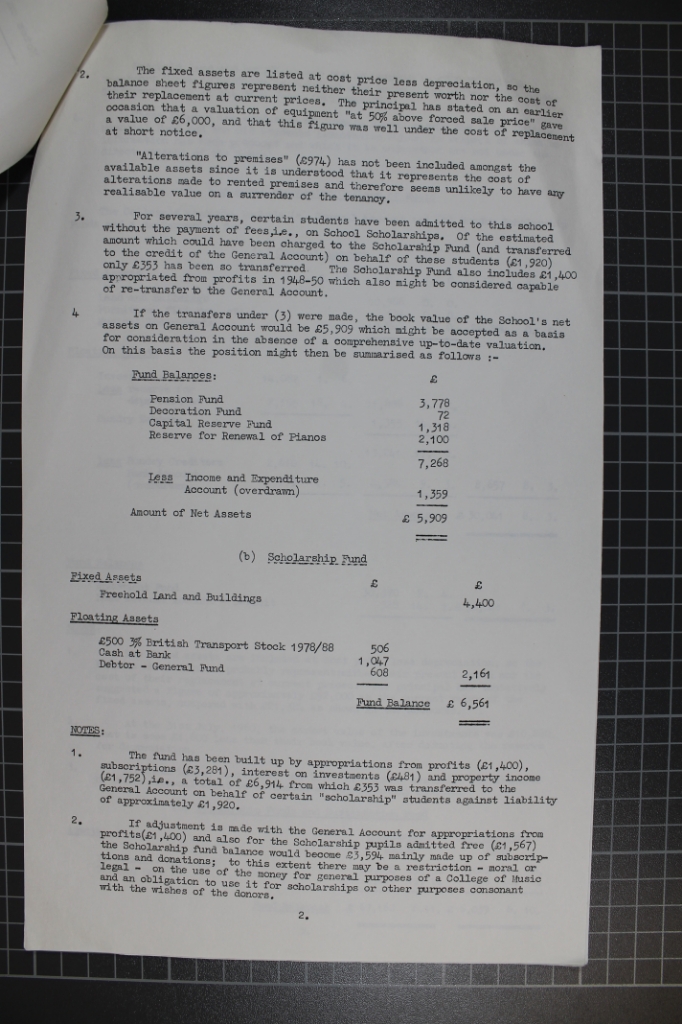 2. The fixed assets are listed at cost price less depreciation, so the
balance sheet figures represent neither their present worth nor the cost of
their replacement at current prices. The principal has stated on an earlier
occasion that a valuation of equipment "at 50% above forced sale price" gave
a value of £6,000, and that this figure was well under the cost of replacement
at short notice.
"Alterations to premises" (£974) has not been included amongst the
available assets since it is understood that it represents the cost of
alterations made to rented premises and therefore seems unlikely to have any
realisable value on a surrender of the tenancy.
3. For several years, certain students have been admitted to this school
without the payment of fees,i.e., on School Scholarships. Of the estimated
amount which could have been charged to the Scholarship Fund (and transferred
to the credit of the General Account) on behalf of these students (£1,920)
only £353 has been so transferred. The Scholarship Fund also includes £1,400
appropriated from profits in 1948-50 which also might be considered capable
of re-transfer to the General Account.
4 If the transfers under (3) were made, the book value of the School's net
assets on General Account would be £5,909 which might be accepted as a basis
for consideration in the absence of a comprehensive up-to-date valuation.
On this basis the position might then be summarised as follows :-
Fund Balances: £
Pension Fund 3,778
Decoration Fund 72
Capital Reserve Fund 1,318
Reserve for Renewal of Pianos 2,100
7,268
Less Income and Expenditure
Account (overdrawn) 1,359
Amount of Net Assets £ 5,909
(b) Scholarship Fund
Fixed Assets £ £
Freehold Land and Buildings 4,400
Floating Assets
£500 3% British Transport Stock 1978/88 506
Cash at Bank 1,047
Debtor - General Fund 608 2,161
Fund Balance £ 6,561
NOTES:
1. The fund has been built up by appropriations from profits (£1,400),
subscriptions (£3,281), interest on investments (£481) and property income
(£1,752),i.e., a total of £6,914 from which £353 was transferred to the
General Account on behalf of certain "scholarship" students against liability
of approximately £1,920.
2. If adjustment is made with the General Account for appropriations from
profits(£1,400) and also for the Scholarship pupils admitted free (£1,567)
the Scholarship fund balance would become £3,594 mainly made up of subscrip-
tions and donations; to this extent there may be a restriction - moral or
legal - on the use of the money for general purposes of a College of Music
and an obligation to use it for scholarships or other purposes consonant
with the wishes of the donors.
2.